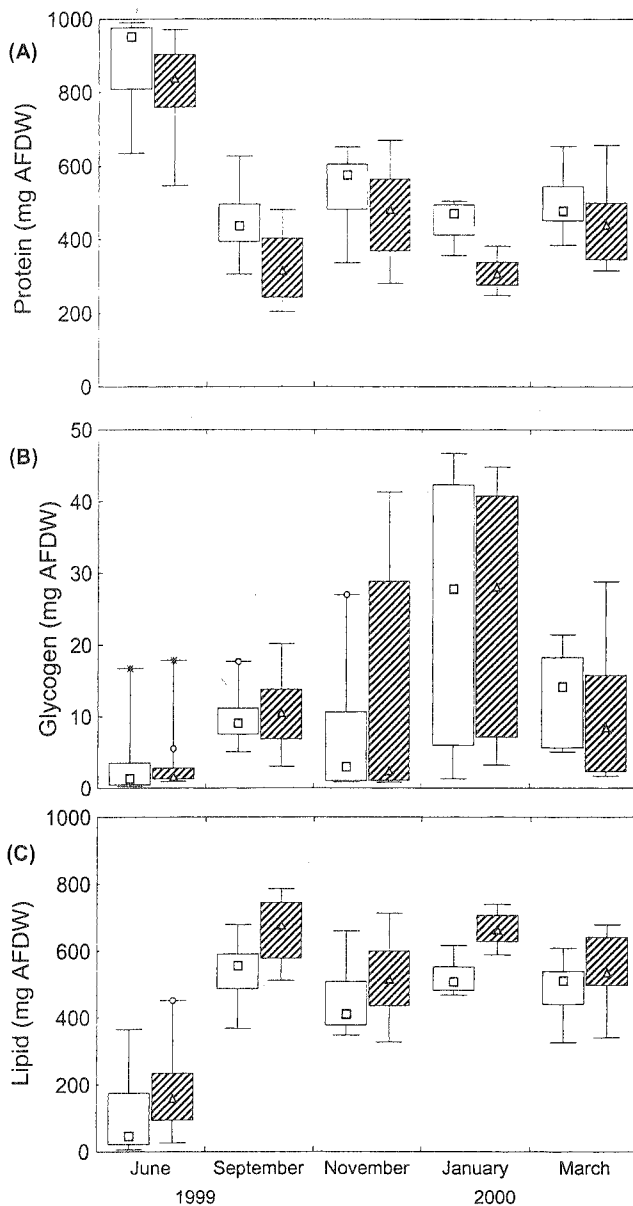 (A)
Protein (mg AFDW)
1000
800
600
400
200
0
(B)
Glycogen (mg AFDW)
50
40
30
20
10
0
(C)
Lipid (mg AFDW)
1000
800
600
400
200
0
June September November January March
1999 2000